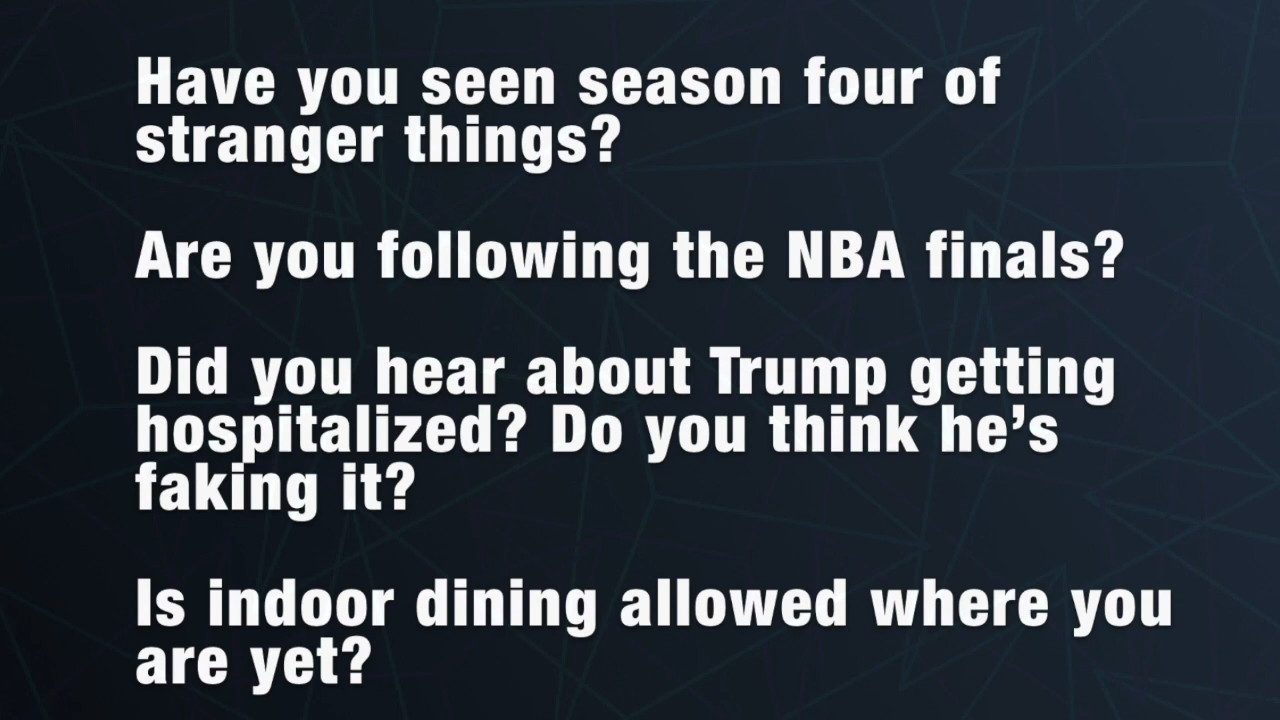 Have you seen season four of
stranger things?
Are you following the NBA finals?
Did you hear about Trump getting
hospitalized? Do you think he’s
faking it?
Is indoor dining allowed where you
are yet?